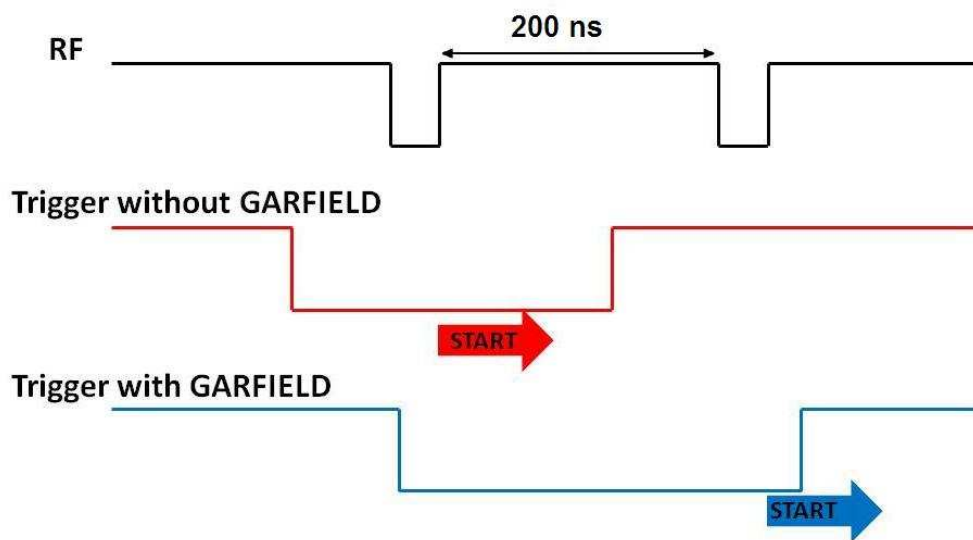 200 ns
RF
Trigger without GARFIELD
START
Trigger with GARFIELD
START